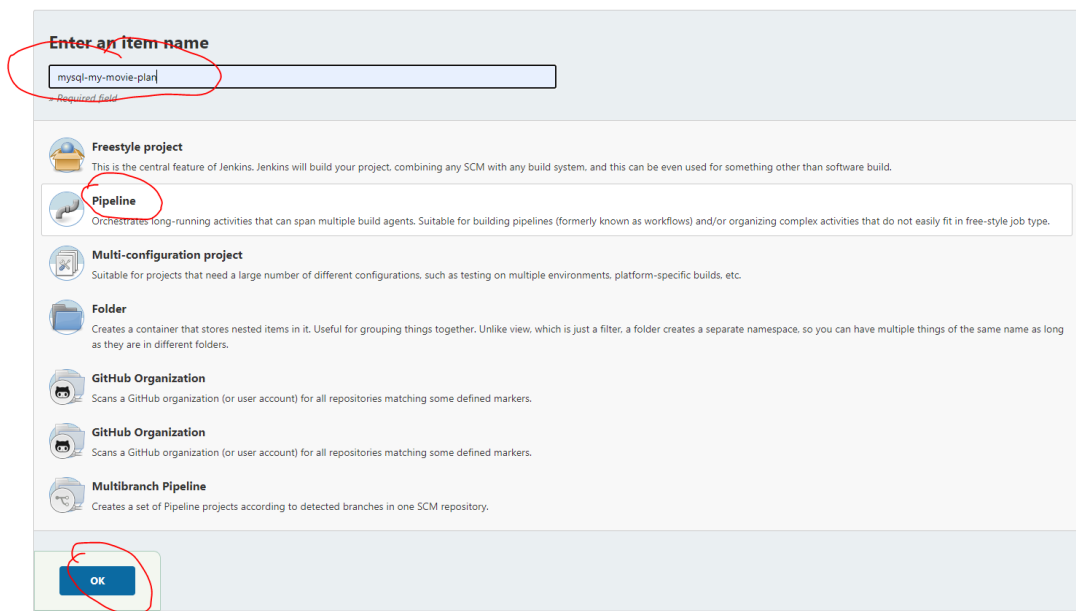 Enter an item name
mysql-my-movie-plan
» Required field
Freestyle project
This is the central feature of Jenkins. Jenkins will build your project, combining any SCM with any build system, and this can be even used for something other than software build.
Pipeline
Orchestrates long-running activities that can span multiple build agents. Suitable for building pipelines (formerly known as workflows) and/or organizing complex activities that do not easily fit in free-style job type.
Multi-configuration project
Suitable for projects that need a large number of different configurations, such as testing on multiple environments, platform-specific builds, etc.
Folder
Creates a container that stores nested items in it. Useful for grouping things together. Unlike view, which is just a filter, a folder creates a separate namespace, so you can have multiple things of the same name as long
as they are in different folders.
GitHub Organization
Scans a GitHub organization (or user account) for all repositories matching some defined markers.
GitHub Organization
Scans a GitHub organization (or user account) for all repositories matching some defined markers.
Multibranch Pipeline
Creates a set of Pipeline projects according to detected branches in one SCM repository.
OK